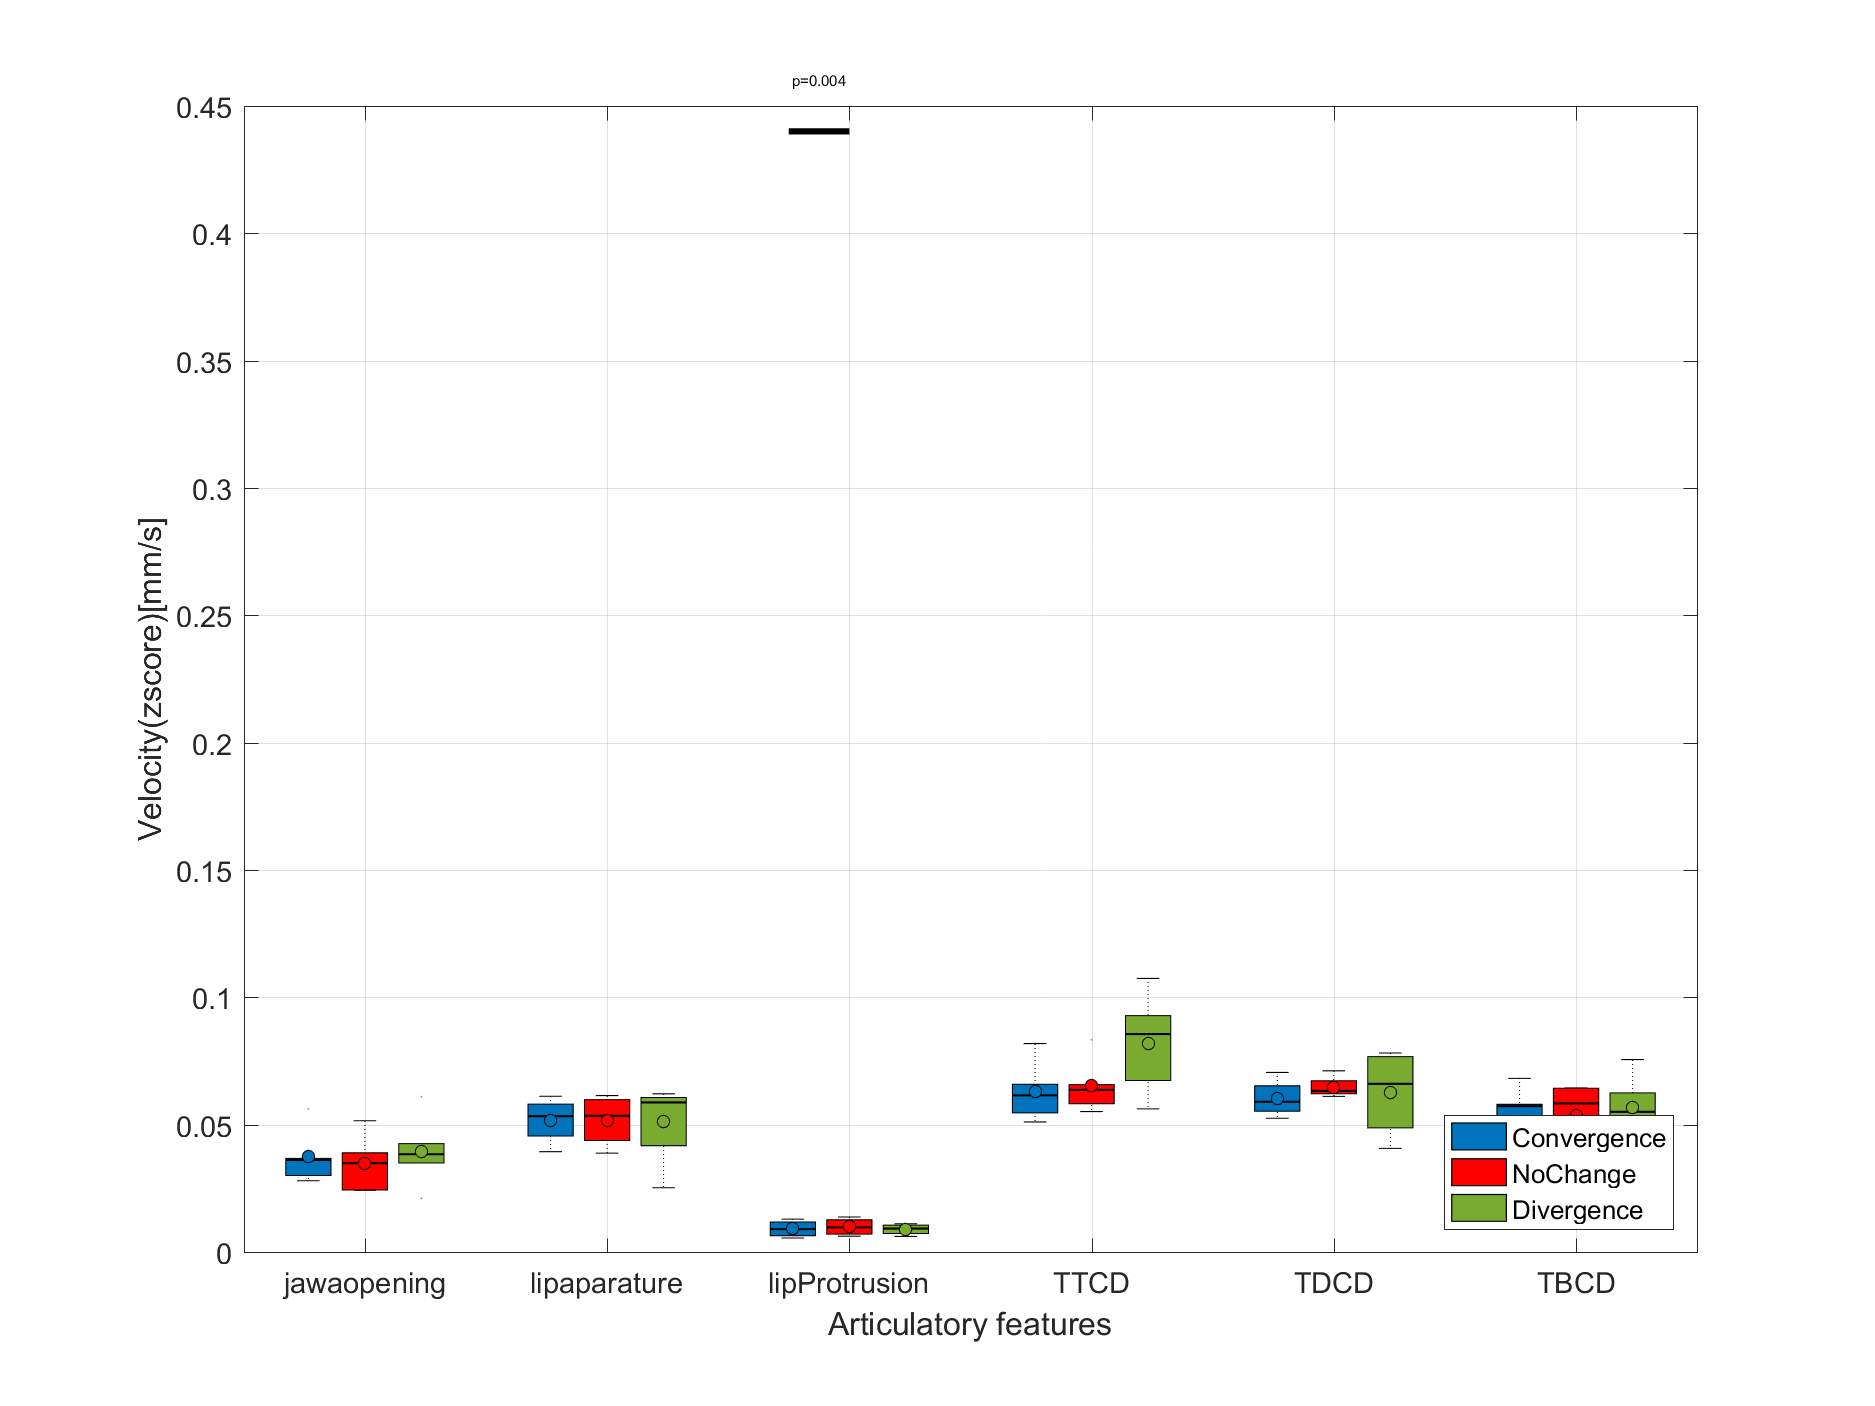 p=0.004
0.45
0.4
0.35
0.3
0.25
0.2
0.15
0.1
0.05
0
Velocity(zscore)[mm/s]
Convergence
NoChange
Divergence
jawaopening lipaparature lipProtrusion TTCD TDCD TBCD
Articulatory features